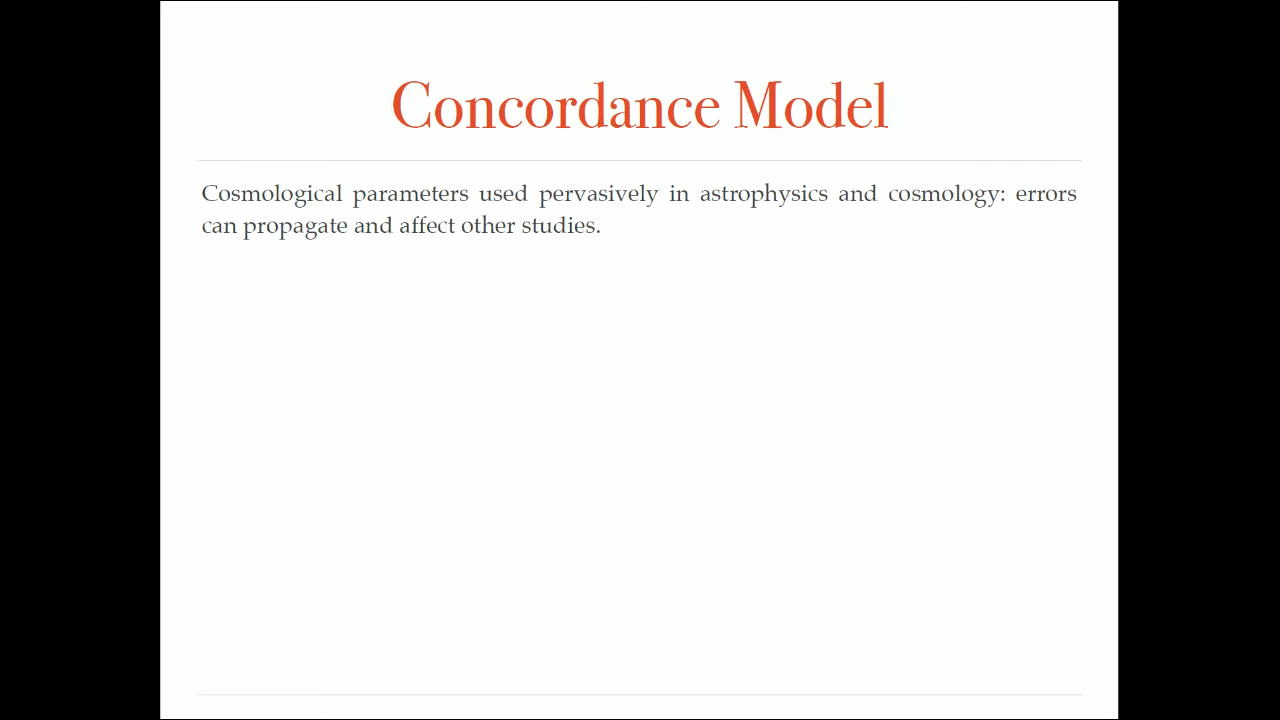 Concordance Model
Cosmological parameters used pervasively in astrophysics and cosmology: errors
can propagate and affect other studies.